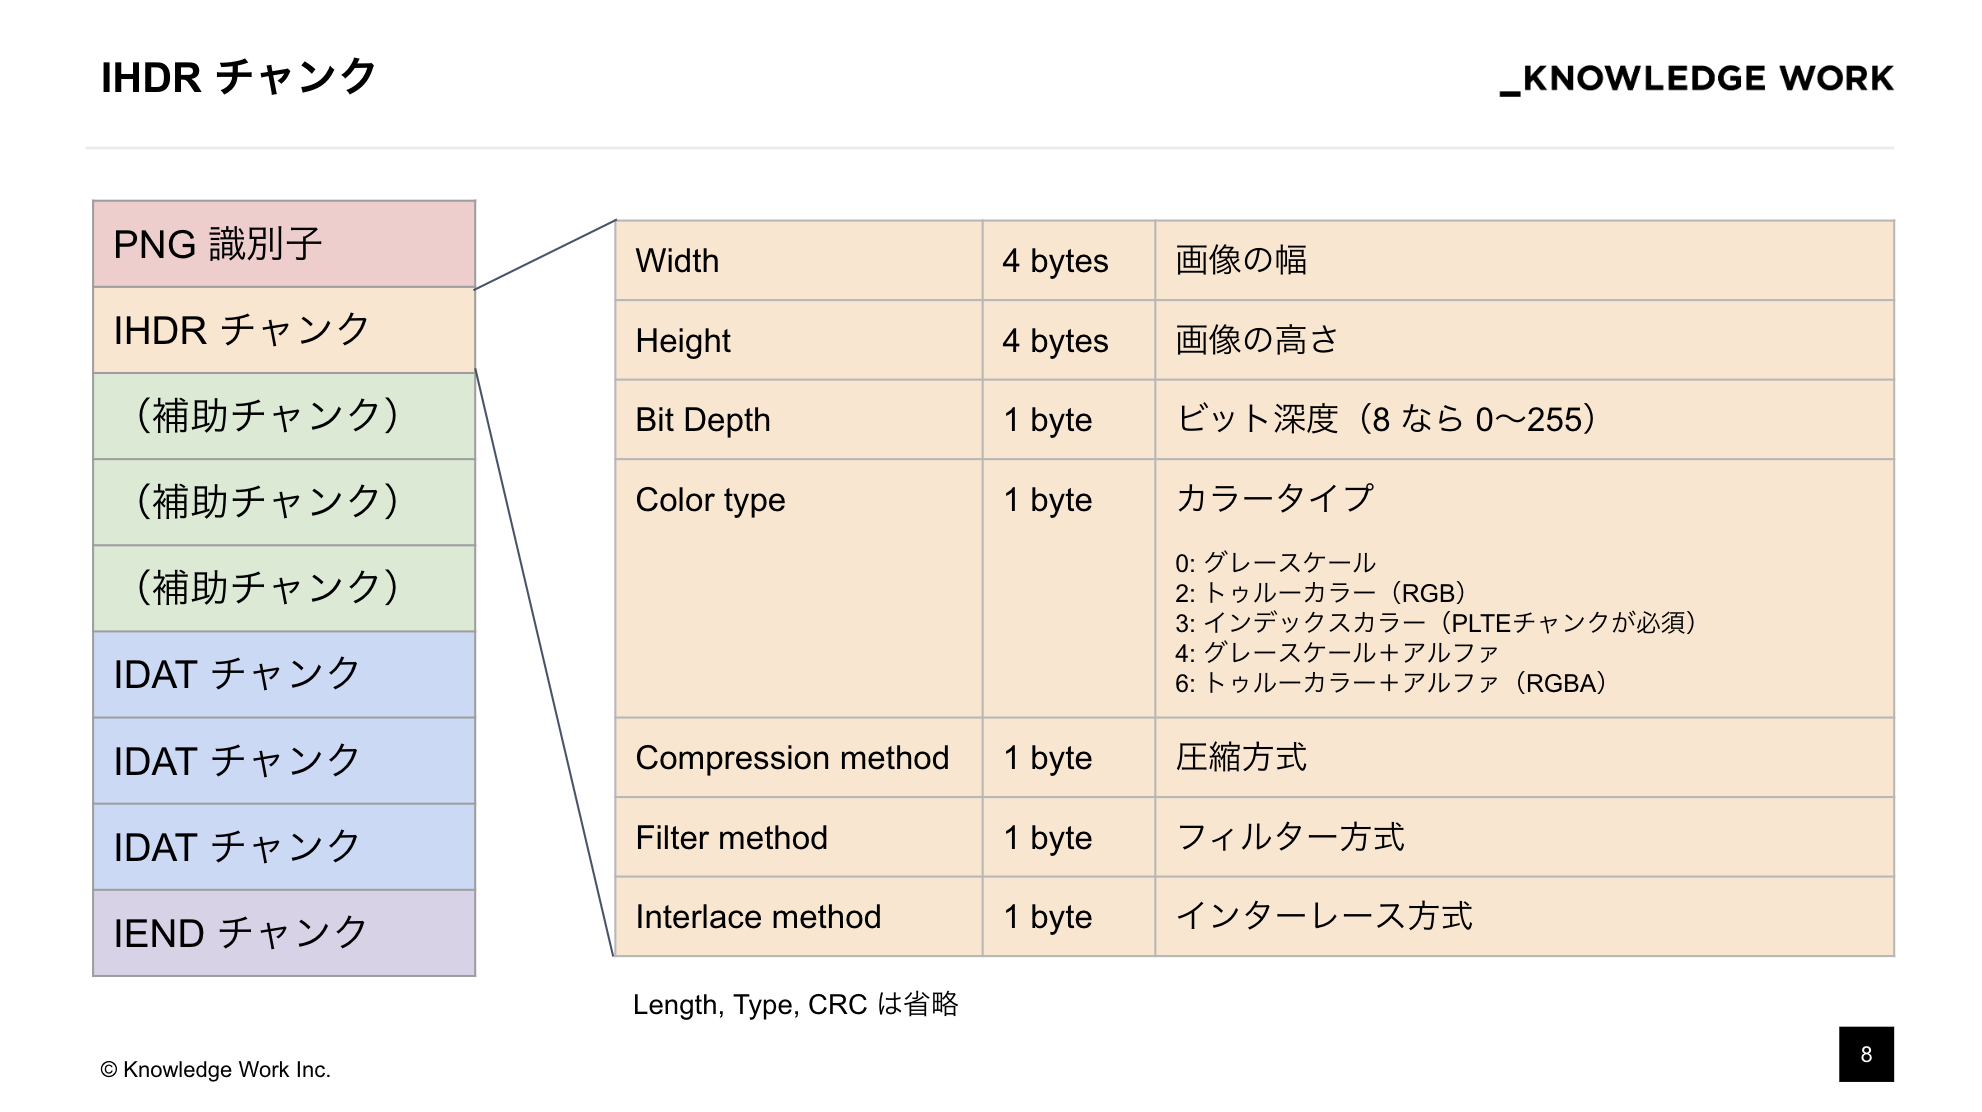 IHDR チャンク
_KNOWLEDGE WORK
PNG 識別子
IHDR チャンク
（補助チャンク）
（補助チャンク）
（補助チャンク）
IDAT チャンク
IDAT チャンク
IDAT チャンク
IEND チャンク
Width 4 bytes 画像の幅
Height 4 bytes 画像の高さ
Bit Depth 1 byte ビット深度（8 なら 0〜255）
Color type 1 byte カラータイプ
0: グレースケール
2: トゥルーカラー（RGB）
3: インデックスカラー（PLTEチャンクが必須）
4: グレースケール＋アルファ
6: トゥルーカラー＋アルファ（RGBA）
Compression method 1 byte 圧縮方式
Filter method 1 byte フィルター方式
Interlace method 1 byte インターレース方式
Length, Type, CRC は省略
© Knowledge Work Inc.
8